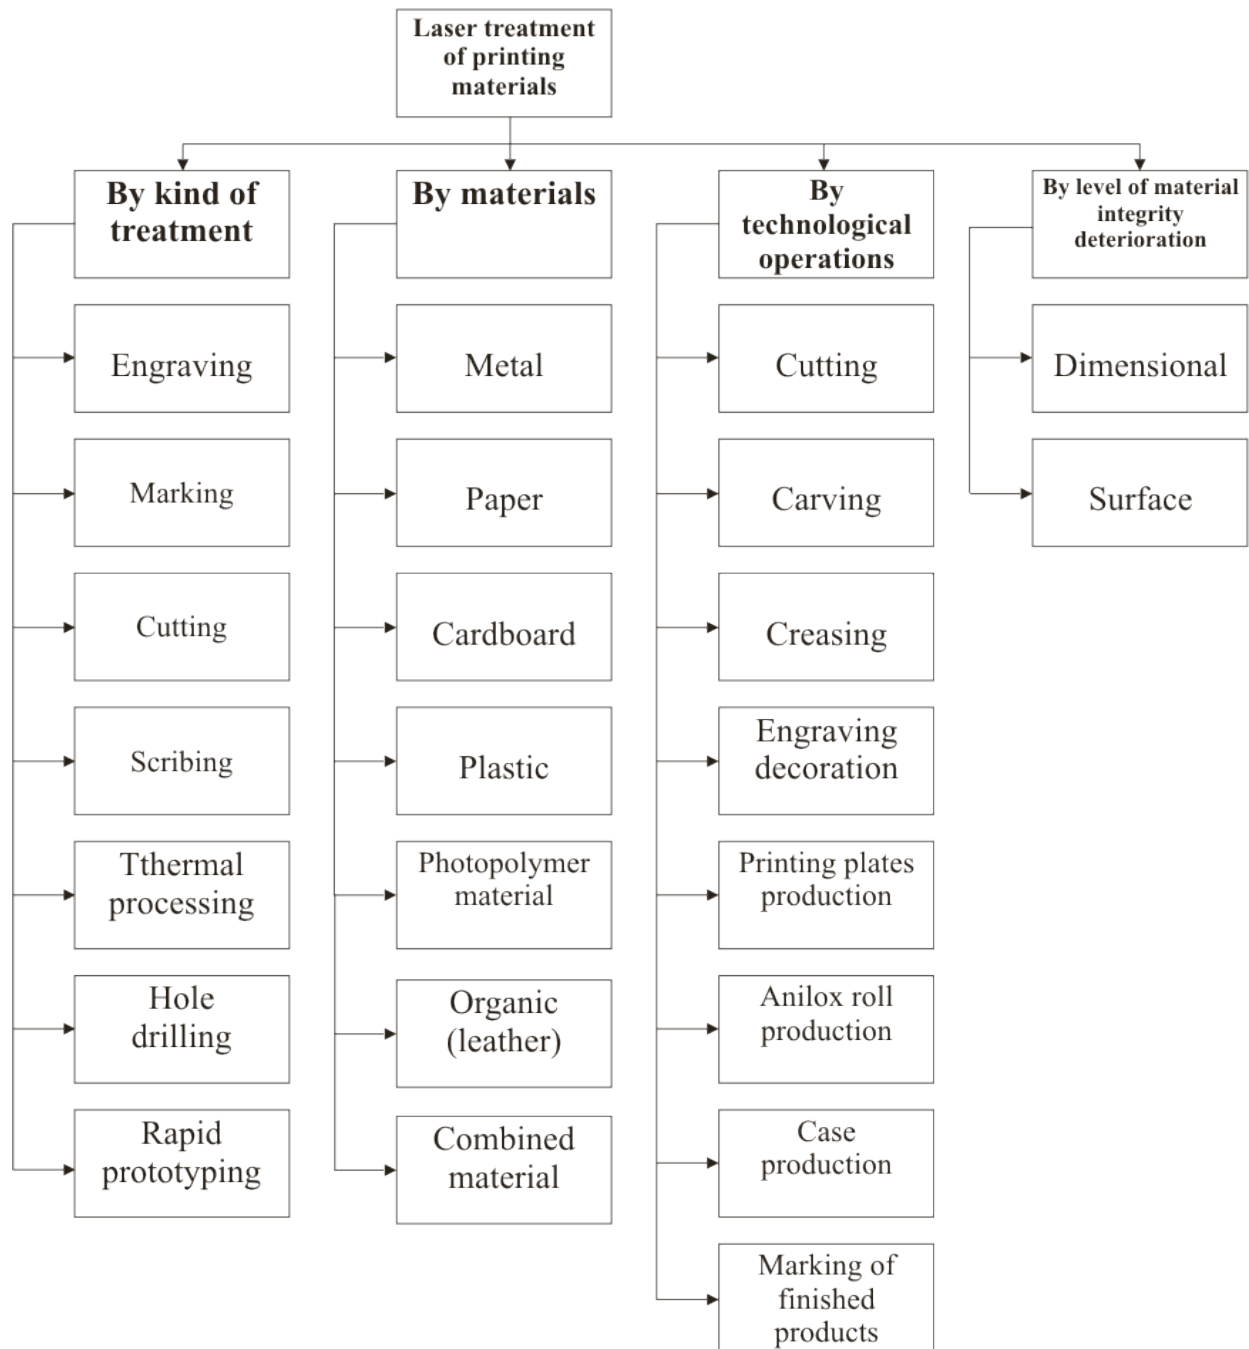 Laser treatment
of printing
materials
By kind of
treatment
Engraving
Marking
Cutting
Scribing
Tthermal
processing
Hole
drilling
Rapid
prototyping
By materials
Metal
Paper
Cardboard
Plastic
Photopolymer
material
Organic
(leather)
Combined
material
By
technological
operations
Cutting
Carving
Creasing
Engraving
decoration
Printing plates
production
Anilox roll
production
Case
production
Marking of
finished
products
By level of material
integrity
deterioration
Dimensional
Surface